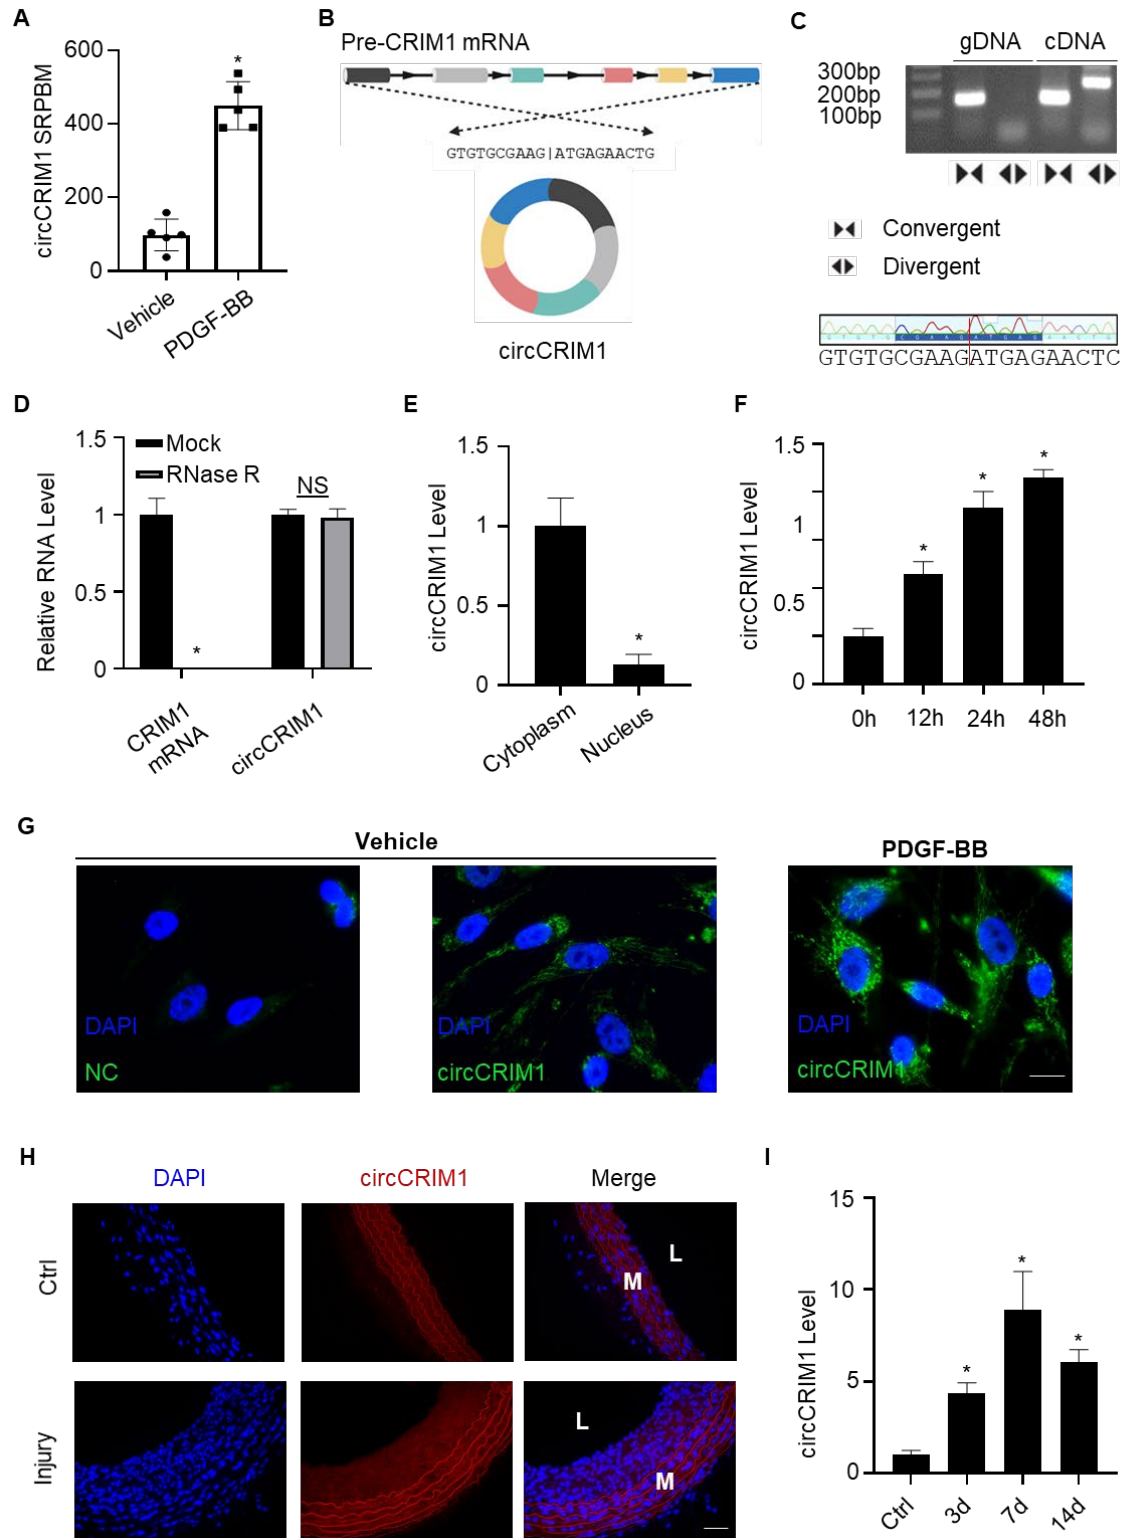 A
circCRIM1 SRPBM
600
400
200
0
*
Vehicle
PDGF-BB
B
Pre-CRIM1 mRNA
GTGTGCGAAG|ATGAGAACTG
circCRIM1
C
gDNA cDNA
300bp
200bp
100bp
Convergent
Divergent
GTGTGCGAAGATGAGAACTC
D
Relative RNA Level
1.5
1
0.5
0
Mock
RNase R
NS
*
CRIM1
mRNA
circCRIM1
E
circCRIM1 Level
1.5
1
0.5
0
*
Cytoplasm
Nucleus
F
circCRIM1 Level
1.5
1
0.5
0
*
*
*
0h 12h 24h 48h
G
Vehicle
PDGF-BB
DAPI
NC
DAPI
circCRIM1
DAPI
circCRIM1
H
DAPI circCRIM1 Merge
Ctrl
L
M
Injury
L
M
I
circCRIM1 Level
15
10
5
0
*
*
*
Ctrl 3d 7d 14d